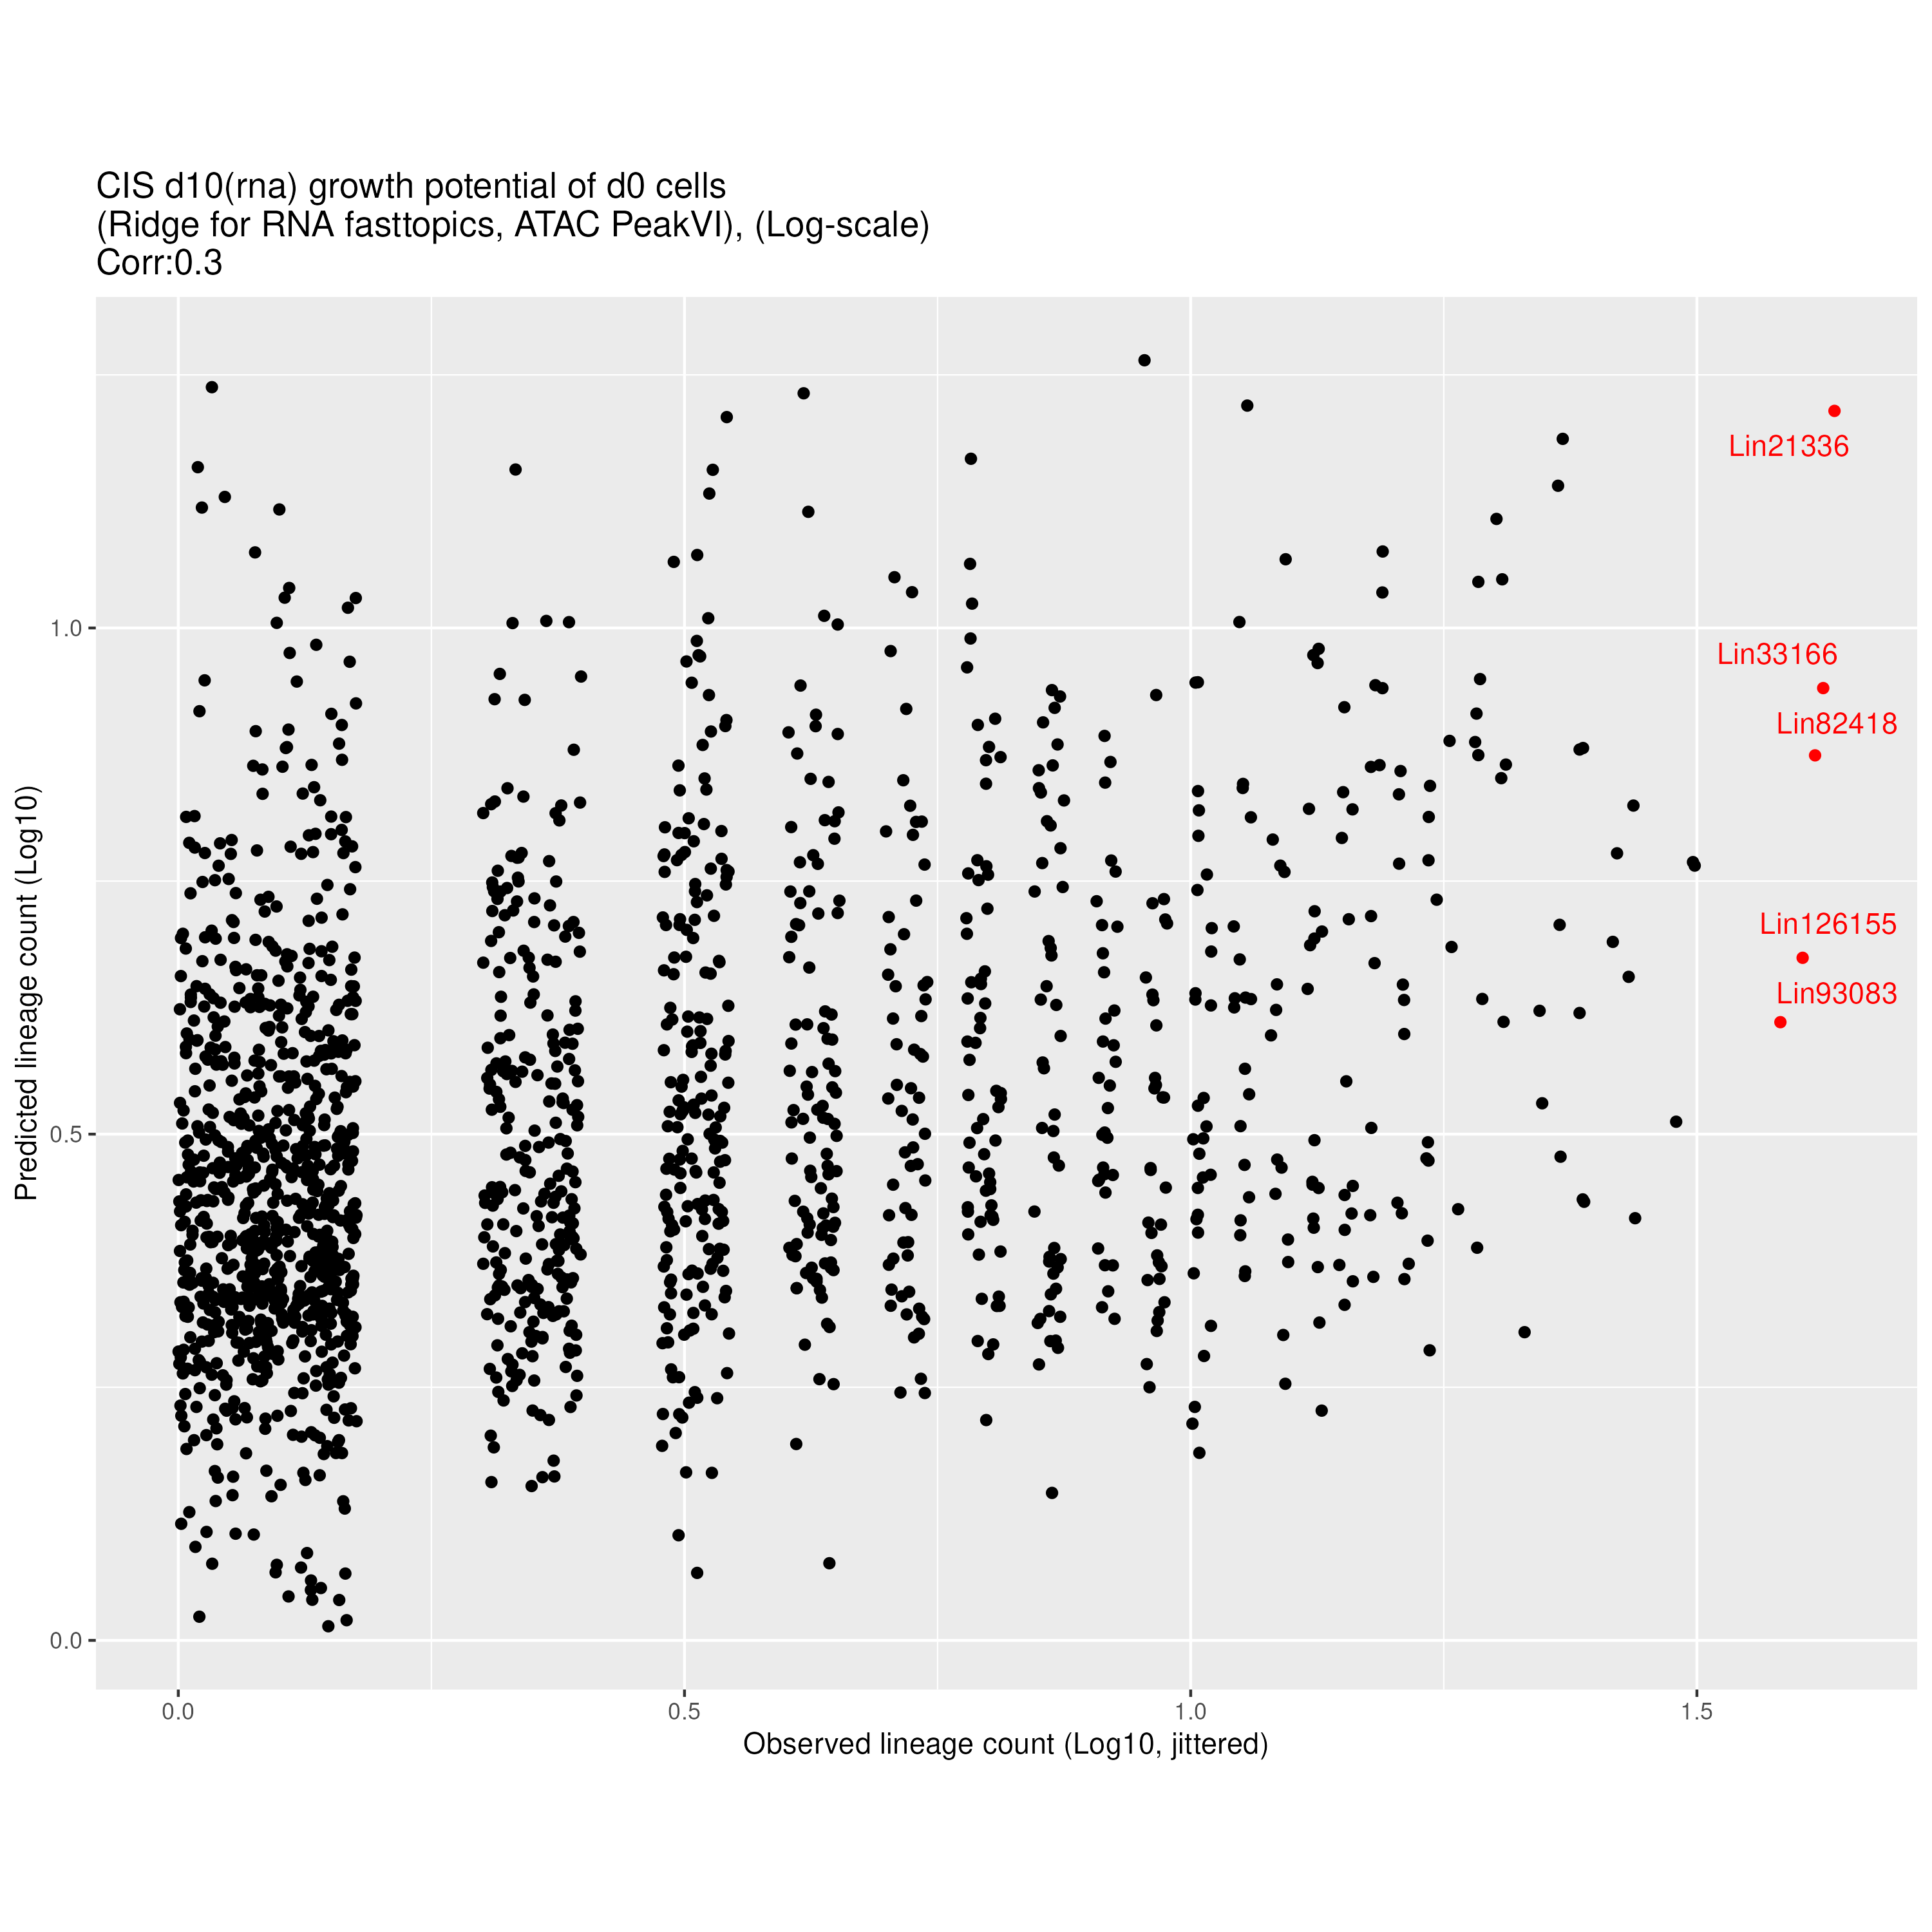 CIS d10(rna) growth potential of d0 cells
(Ridge for RNA fasttopics, ATAC PeakVI), (Log-scale)
Corr:0.3
Lin21336
Lin33166
Lin82418
Lin126155
Lin93083
1.0
0.5
0.0
Predicted lineage count (Log10)
0.0
0.5
1.0
1.5
Observed lineage count (Log10, jittered)